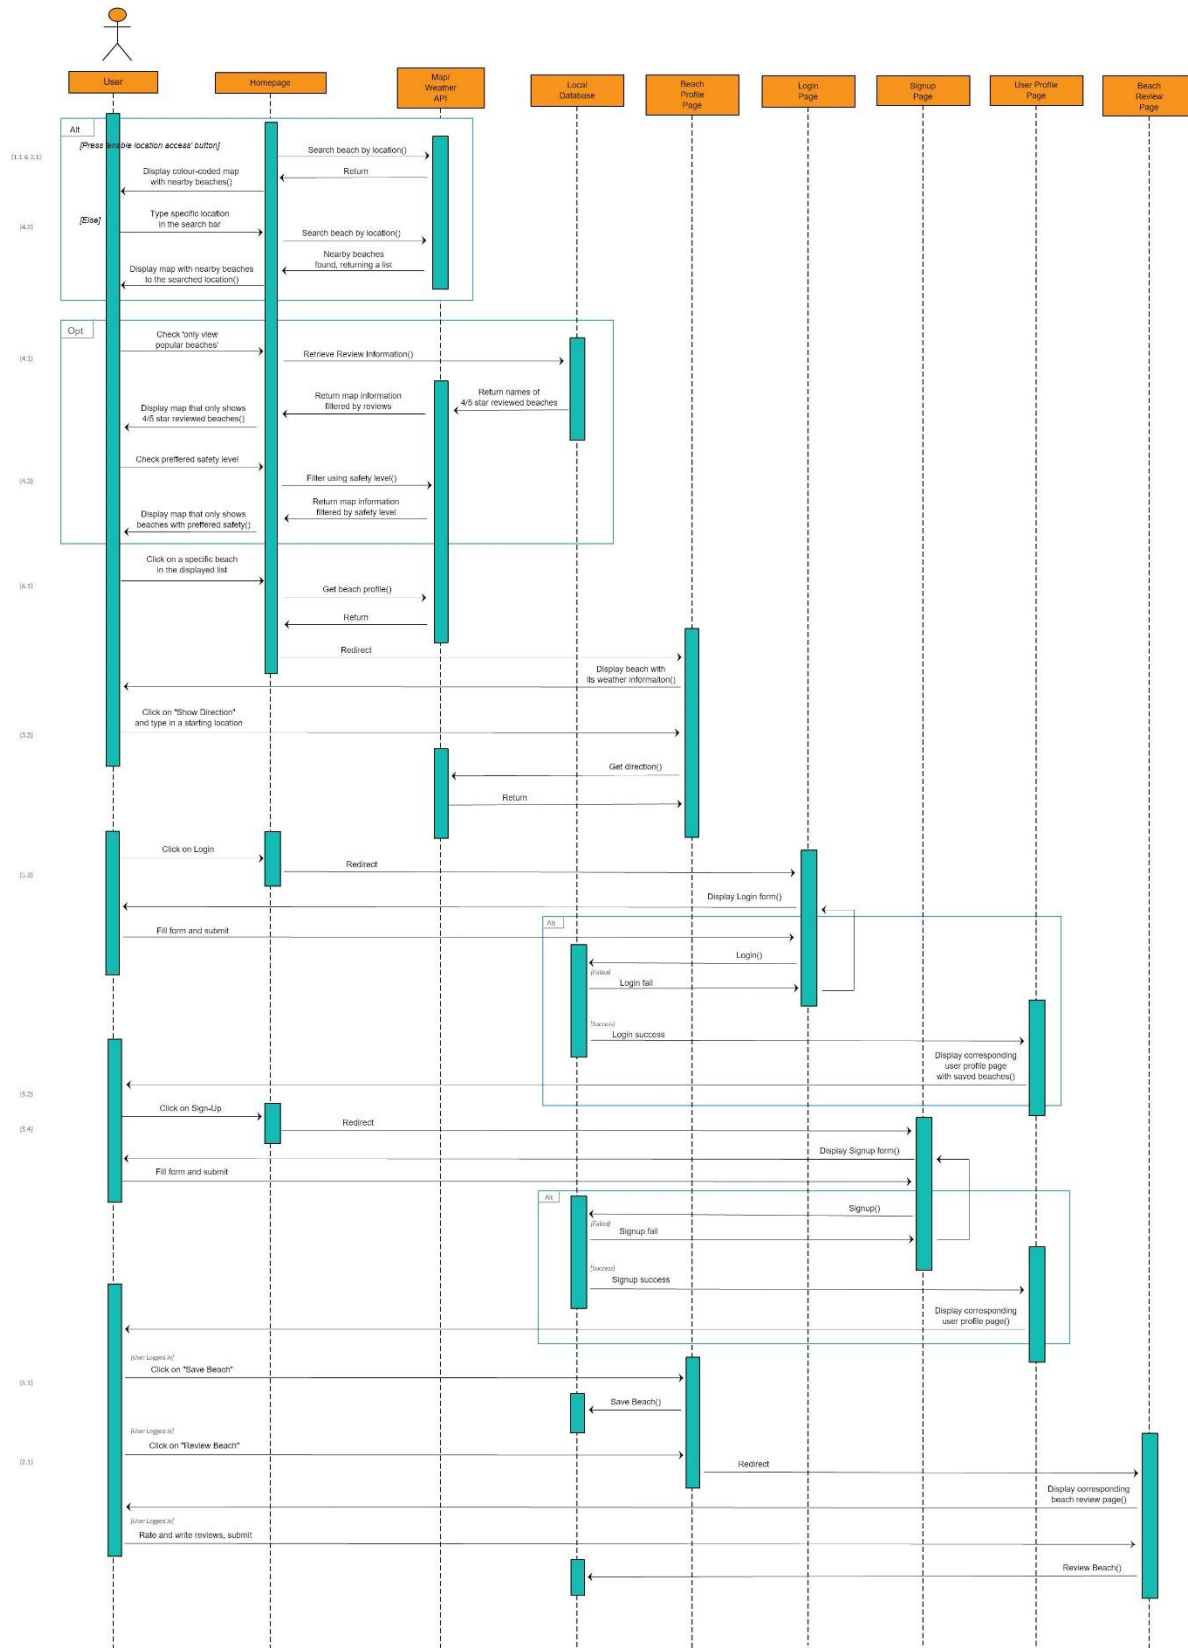 User
Homepage
Map/
Weather
API
Local
Database
Beach
Profile
Page
Login
Page
Signup
Page
User Profile
Page
Beach
Review
Page
Alt
[Press 'enable location access' button]
[1.1 & 3.1]
Search beach by location()
Return
Display colour-coded map
with nearby beaches()
[Else]
Type specific location
in the search bar
[4.2]
Search beach by location()
Nearby beaches
found, returning a list
Display map with nearby beaches
to the searched location()
Opt
Check 'only view
popular beaches'
[4.1]
Retrieve Review Information()
Return names of
4/5 star reviewed beaches
Return map information
filtered by reviews
Display map that only shows
4/5 star reviewed beaches()
Check preffered safety level
[4.3]
Filter using safety level()
Return map information
filtered by safety level
Display map that only shows
beaches with preffered safety()
Click on a specific beach
in the displayed list
[6.1]
Get beach profile()
Return
Redirect
Display beach with
its weather informaiton()
Click on "Show Direction"
and type in a starting location
[3.2]
Get direction()
Return
Click on Login
Redirect
[5.3]
Display Login form()
Alt
Fill form and submit
Login()
[Failed]
Login fail
[Success]
Login success
Display corresponding
user profile page
with saved beaches()
[5.2]
Click on Sign-Up
Redirect
[5.4]
Display Signup form()
Fill form and submit
Alt
Signup()
[Failed]
Signup fail
[Success]
Signup success
Display corresponding
user profile page()
[User Logged in]
Click on "Save Beach"
[5.1]
Save Beach()
[User Logged in]
Click on "Review Beach"
[2.1]
Redirect
Display corresponding
beach review page()
[User Logged in]
Rate and write reviews, submit
Review Beach()